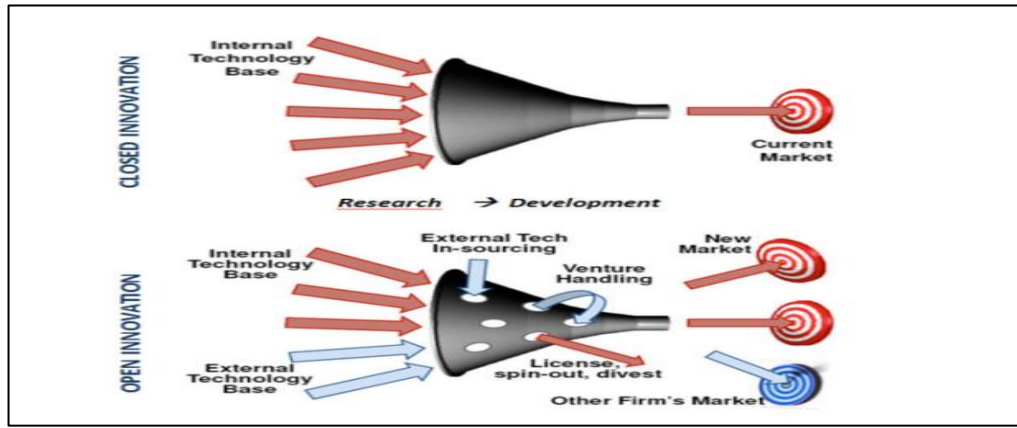 CLOSED INNOVATION
Internal
Technology
Base
Current
Market
Research → Development
OPEN INNOVATION
Internal
Technology
Base
External Tech
In-sourcing
Venture
Handling
New
Market
External
Technology
Base
License,
spin-out, divest
Other Firm's Market